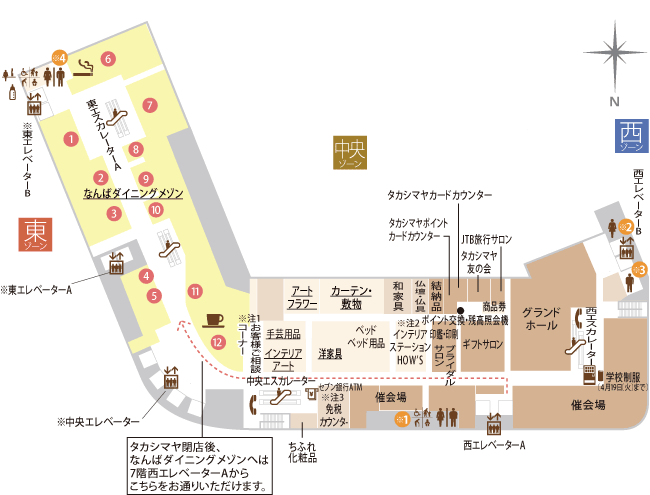 ※4
6
7
1
2
3
8
9
10
4
5
11
12
東エスカレーターA
※東エレベーターB
なんばダイニングメゾン
東
ゾーン
※東エレベーターA
※中央エレベーター
中央
ゾーン
N
西
ゾーン
西エレベーターB
※2
※3
タカシマヤカードカウンター
タカシマヤポイント
カードカウンター
JTB旅行サロン
タカシマヤ
友の会
商品券
グランド
ホール
西エスカレーター
アート
フラワー
カーテン・
敷物
和家具
仏壇・仏具
結納品
ポイント交換・残高照会機
※注1
お客様ご相談
コーナー
手芸用品
インテリア
アート
ベッド
ベッド用品
洋家具
※注2
インテリア
ステーション
HOW'S
印鑑・印刷
ブライダル
サロン
ギフトサロン
学校制服
(4月19日(火)まで)
中央エスカレーター
セブン銀行ATM
※注3
免税
カウンター
催会場
※1
催会場
ちふれ
化粧品
西エレベーターA
タカシマヤ閉店後、
なんばダイニングメゾンへは
7階西エレベーターAから
こちらをお通りいただけます。